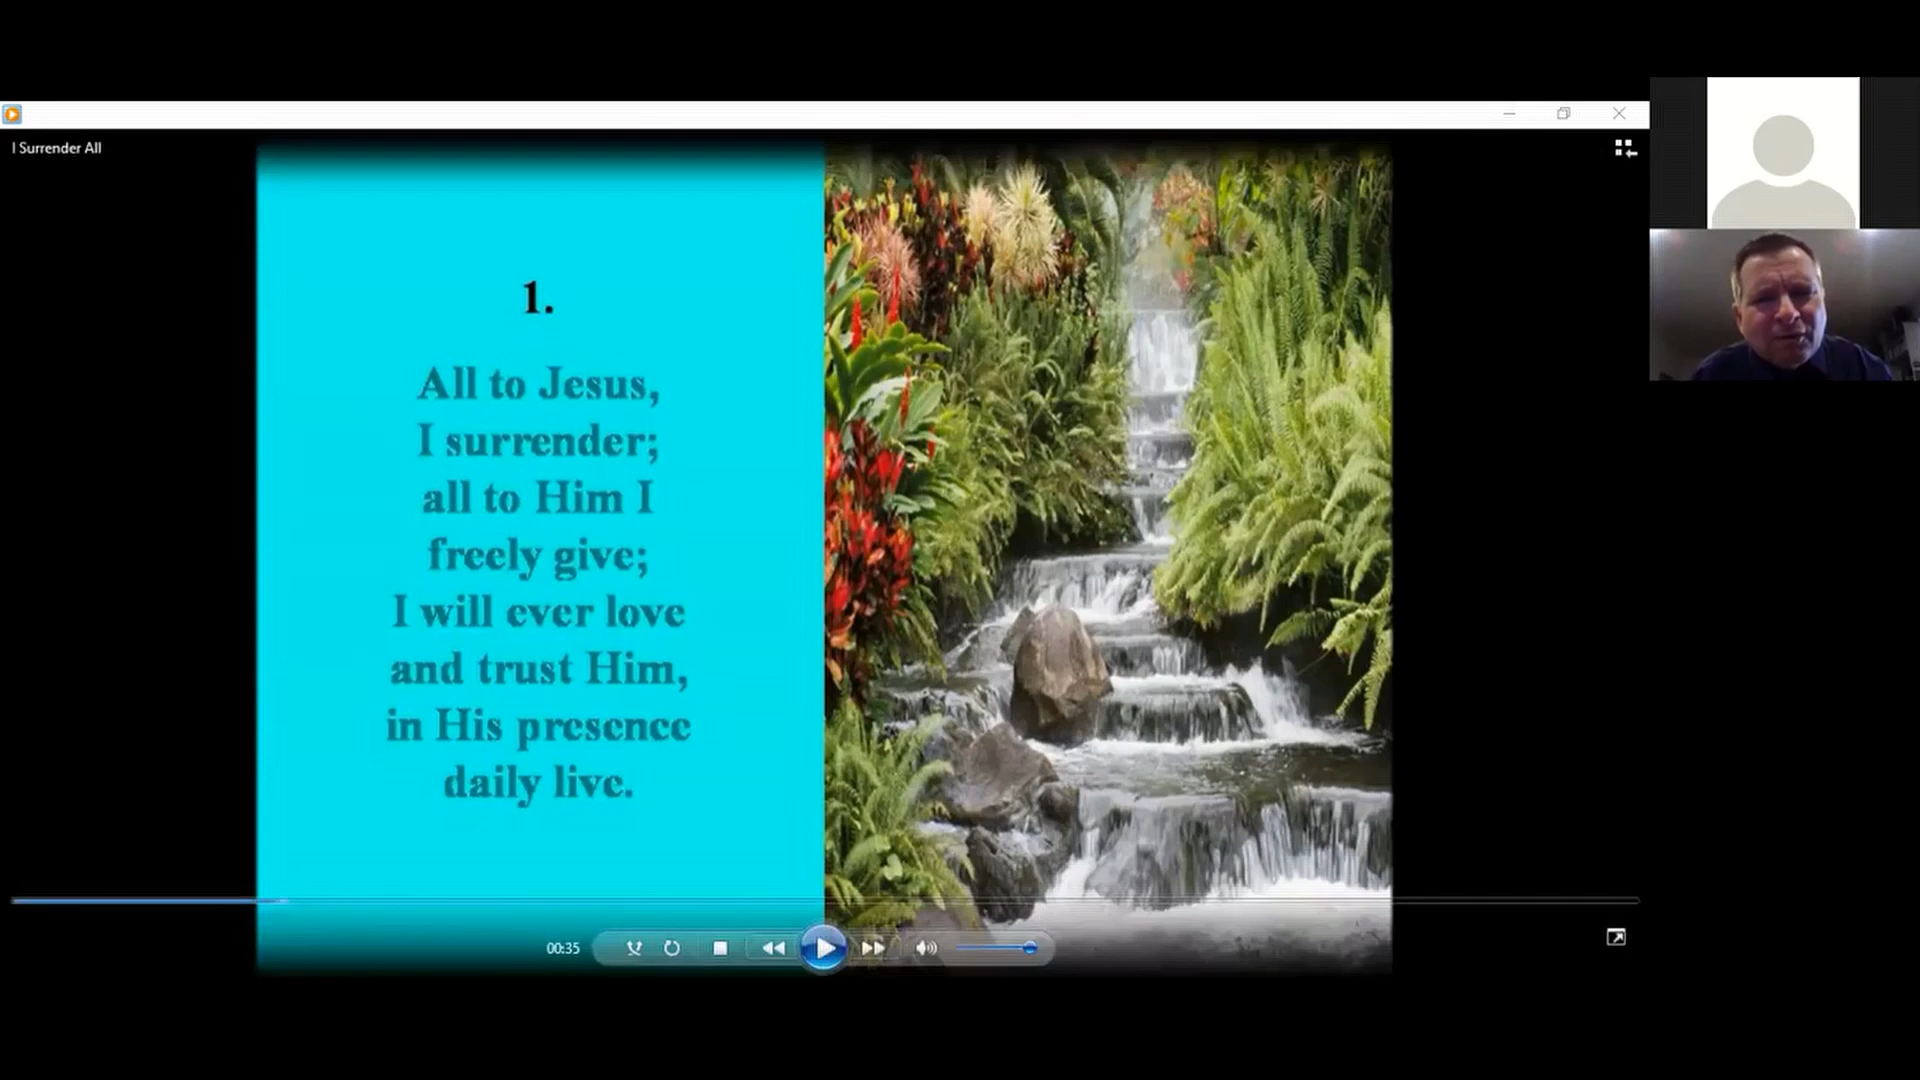 I Surrender All
1.
All to Jesus,
I surrender;
all to Him I
freely give;
I will ever love
and trust Him,
in His presence
daily live.
00:35